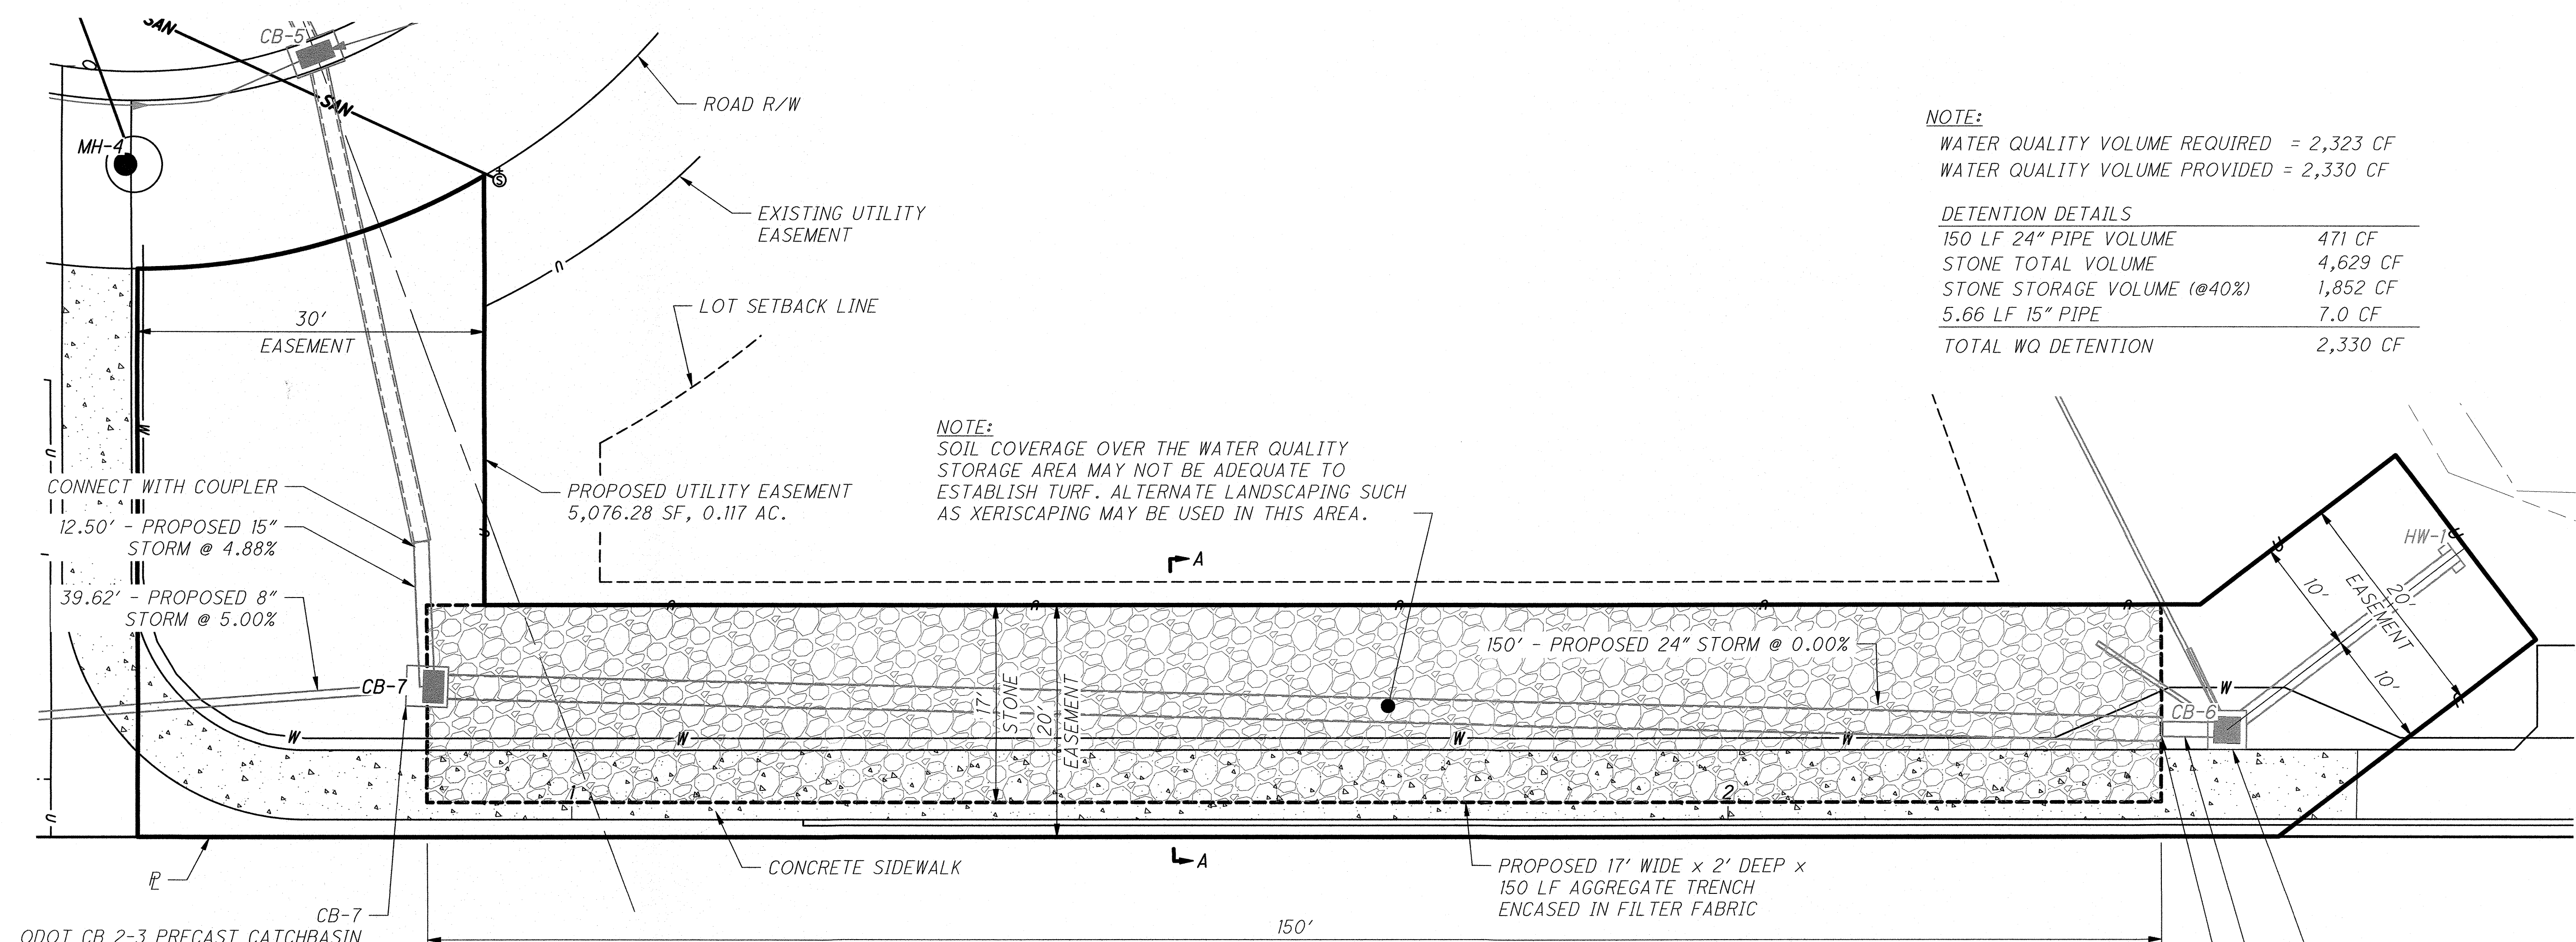 SAN
CB-5
SAN
MH-4
ROAD R/W
EXISTING UTILITY
EASEMENT
U
LOT SETBACK LINE
30'
EASEMENT
NOTE:
WATER QUALITY VOLUME REQUIRED = 2,323 CF
WATER QUALITY VOLUME PROVIDED = 2,330 CF
DETENTION DETAILS
150 LF 24" PIPE VOLUME 471 CF
STONE TOTAL VOLUME 4,629 CF
STONE STORAGE VOLUME (@40%) 1,852 CF
5.66 LF 15" PIPE 7.0 CF
TOTAL WQ DETENTION 2,330 CF
W
U
CONNECT WITH COUPLER
12.50' - PROPOSED 15"
STORM @ 4.88%
39.62' - PROPOSED 8"
STORM @ 5.00%
PROPOSED UTILITY EASEMENT
5,076.28 SF, 0.117 AC.
U
NOTE:
SOIL COVERAGE OVER THE WATER QUALITY
STORAGE AREA MAY NOT BE ADEQUATE TO
ESTABLISH TURF. ALTERNATE LANDSCAPING SUCH
AS XERISCAPING MAY BE USED IN THIS AREA.
A
U U U U U
150' - PROPOSED 24" STORM @ 0.00%
HW-1
U
U
10'
20'
EASEMENT
10'
U
CB-7
17'
STONE
20'
EASEMENT
W W W W W
CB-6
1
2
U
A
PL
CONCRETE SIDEWALK
PROPOSED 17' WIDE x 2' DEEP x
150 LF AGGREGATE TRENCH
ENCASED IN FILTER FABRIC
150'
CB-7
ODOT CB 2-3 PRECAST CATCHBASIN